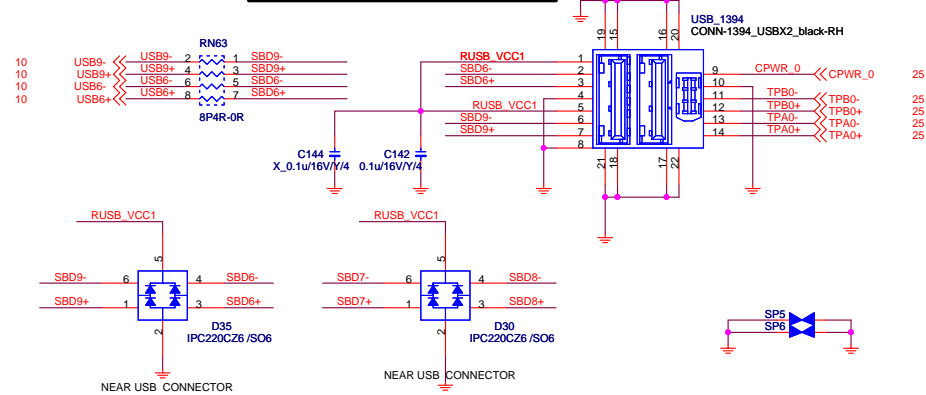 USB_1394
CONN-1394_USBX2_black-RH
19 15 16 20
RN63
10 USB9- USB9- 2 1 SBD9-
10 USB9+ USB9+ 4 3 SBD9+
10 USB6- USB6- 6 5 SBD6-
10 USB6+ USB6+ 8 7 SBD6+
8P4R-0R
RUSB_VCC1 1
SBD6- 2
SBD6+ 3
4
RUSB_VCC1 5
SBD9- 6
SBD9+ 7
8
9 CPWR_0 CPWR_0 25
10
11 TPB0- TPB0- 25
12 TPB0+ TPB0+ 25
13 TPA0- TPA0- 25
14 TPA0+ TPA0+ 25
21 18 17 22
C144
X_0.1u/16V/Y/4
C142
0.1u/16V/Y/4
RUSB_VCC1
5
SBD9- 6 4 SBD6-
SBD9+ 1 3 SBD6+
2
D35
IPC220CZ6 /SO6
NEAR USB CONNECTOR
RUSB_VCC1
5
SBD7- 6 4 SBD8-
SBD7+ 1 3 SBD8+
2
D30
IPC220CZ6 /SO6
NEAR USB CONNECTOR
SP5
SP6